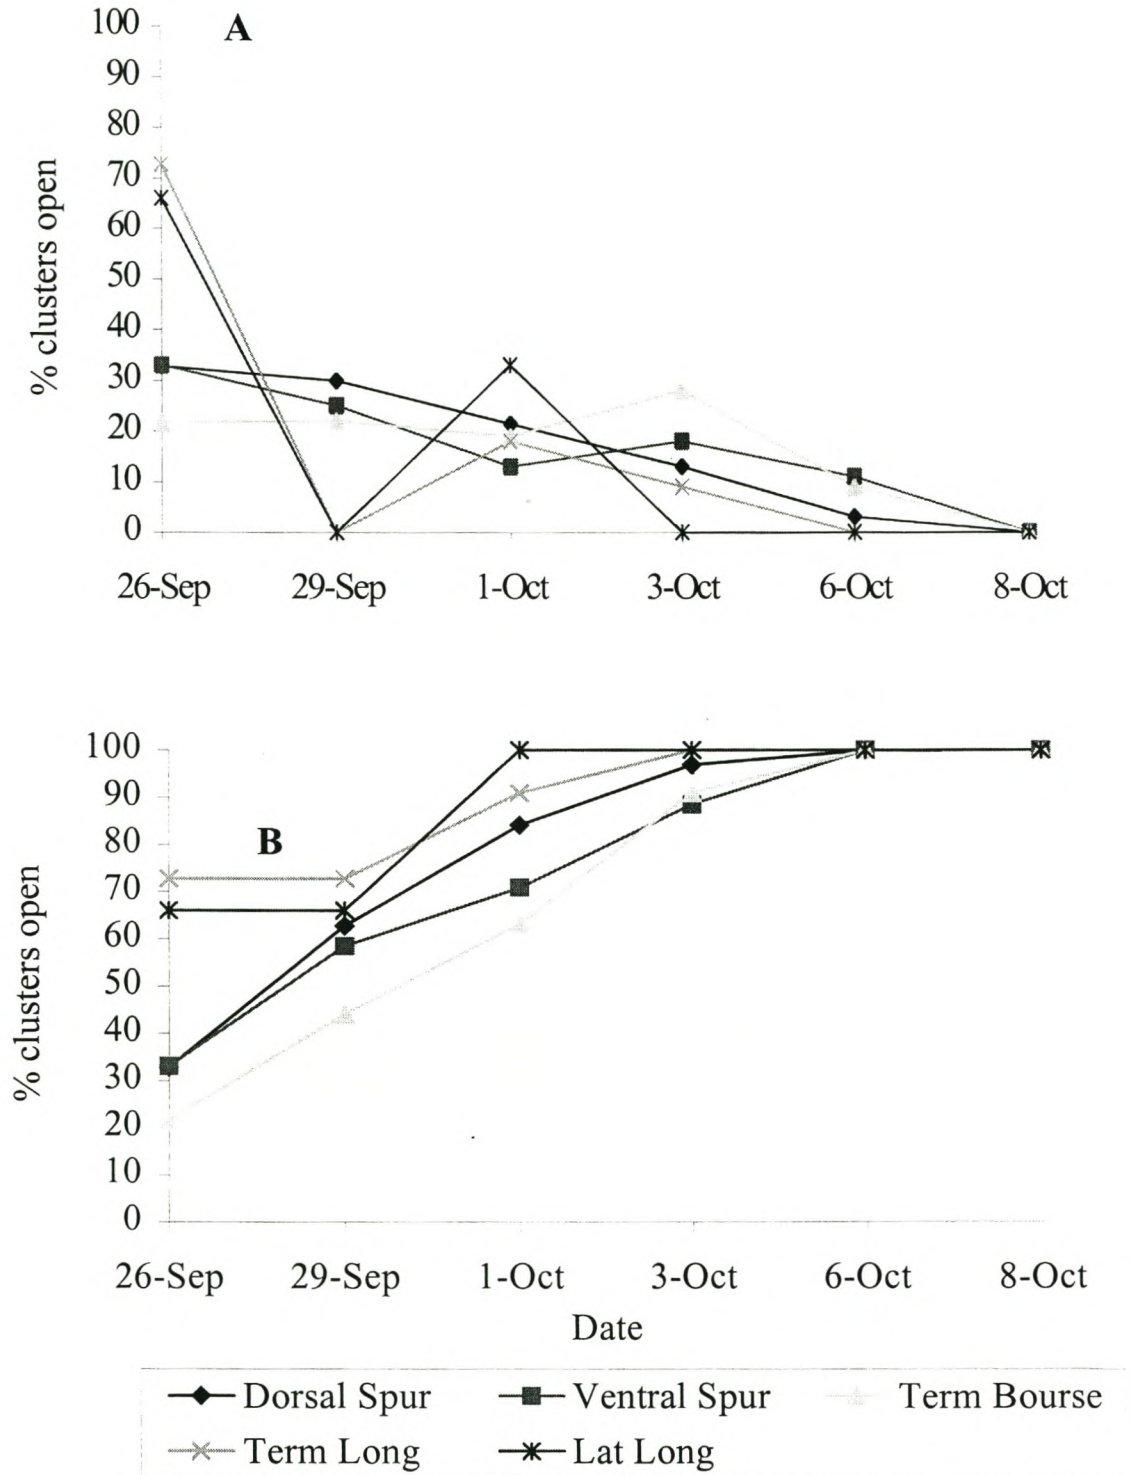 A
% clusters open
100
90
80
70
60
50
40
30
20
10
0
26-Sep 29-Sep 1-Oct 3-Oct 6-Oct 8-Oct
B
% clusters open
100
90
80
70
60
50
40
30
20
10
0
26-Sep 29-Sep 1-Oct 3-Oct 6-Oct 8-Oct
Date
Dorsal Spur Ventral Spur Term Bourse
Term Long Lat Long